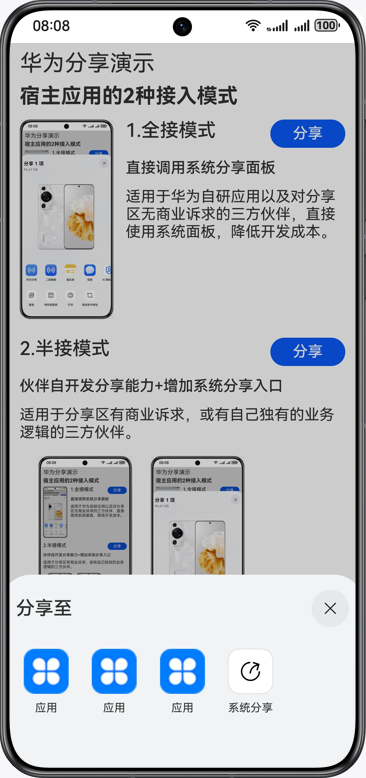 08:08
100
华为分享演示
宿主应用的2种接入模式
1.全接模式
分享
直接调用系统分享面板
适用于华为自研应用以及对分享
区无商业诉求的三方伙伴，直接
使用系统面板，降低开发成本。
分享 1 项
2.半接模式
分享
伙伴自开发分享能力+增加系统分享入口
适用于分享区有商业诉求，或有自己独有的业务
逻辑的三方伙伴。
华为分享演示
宿主应用的2种接入模式
1.全接模式
分享
直接调用系统分享面板
2.半接模式
分享
华为分享演示
宿主应用的2种接入模式
分享 1 项
分享至
应用
应用
应用
系统分享